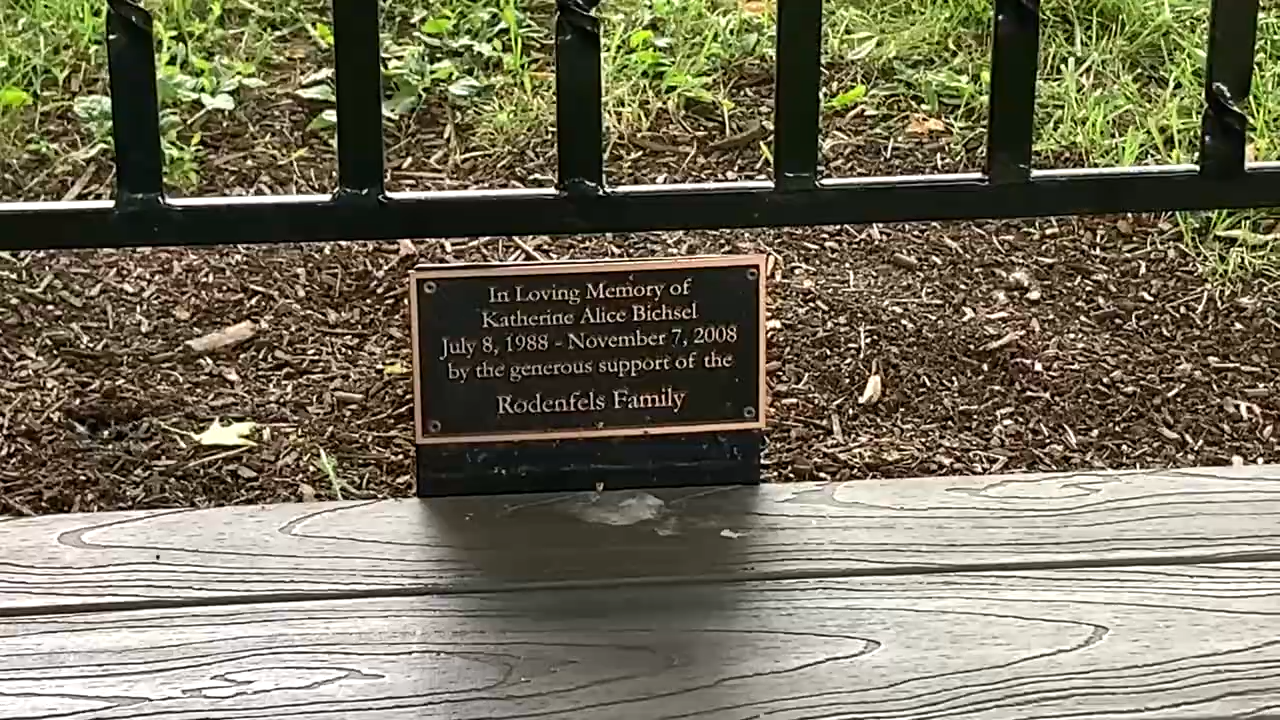 In Loving Memory of
Katherine Alice Bichsel
July 8, 1988 - November 7, 2008
by the generous support of the
Rodenfels Family